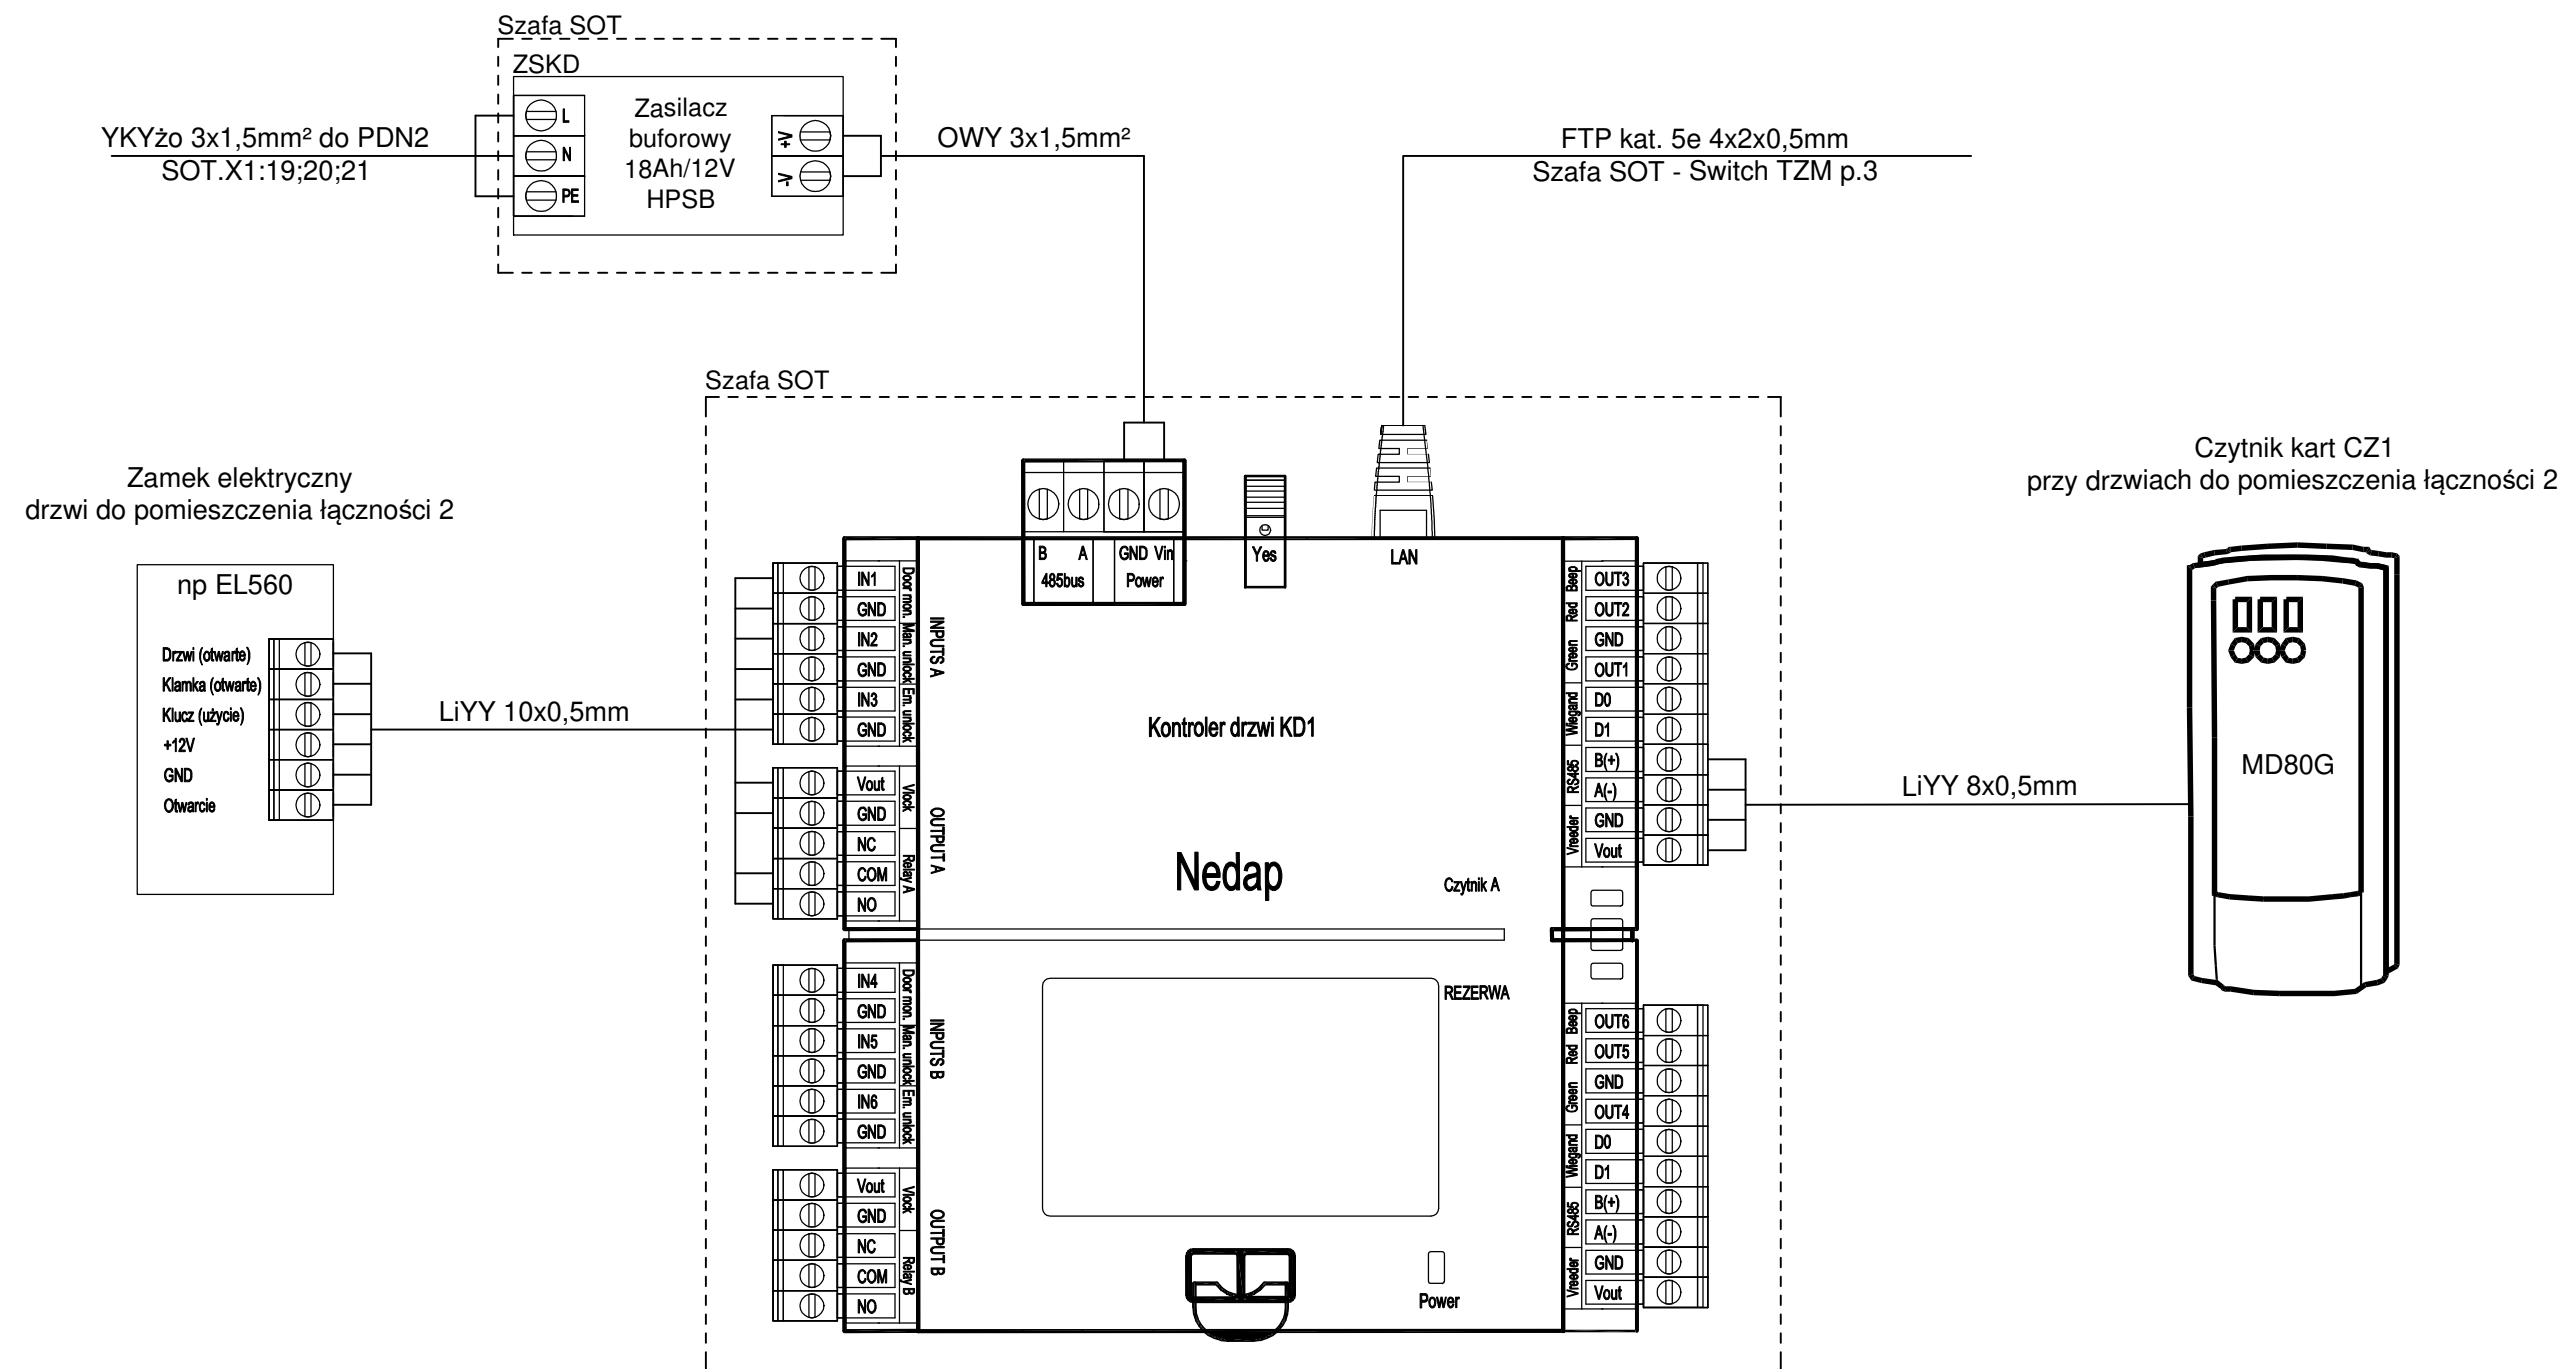 Szafa SOT
ZSKD
L
N
PE
Zasilacz
buforowy
18Ah/12V
HPSB
V+
V-
YKYżo 3x1,5mm² do PDN2
SOT.X1:19;20;21
OWY 3x1,5mm²
FTP kat. 5e 4x2x0,5mm
Szafa SOT - Switch TZM p.3
Szafa SOT
Zamek elektryczny
drzwi do pomieszczenia łączności 2
np EL560
Drzwi (otwarte)
Klamka (otwarte)
Klucz (użycie)
+12V
GND
Otwarcie
LiYY 10x0,5mm
B A GND Vin
485bus Power
Yes
LAN
IN1
GND
IN2
GND
IN3
GND
Door mon.
Man. unlock
Em. unlock
INPUTS A
Vout
GND
NC
COM
NO
Vlock
Relay A
OUTPUT A
Kontroler drzwi KD1
Nedap
Czytnik A
Beep
Red
Green
Wiegand
RS485
Vreeder
OUT3
OUT2
GND
OUT1
D0
D1
B(+)
A(-)
GND
Vout
LiYY 8x0,5mm
Czytnik kart CZ1
przy drzwiach do pomieszczenia łączności 2
MD80G
IN4
GND
IN5
GND
IN6
GND
Door mon.
Man. unlock
Em. unlock
INPUTS B
Vout
GND
NC
COM
NO
Vlock
Relay B
OUTPUT B
REZERWA
Power
Beep
Red
Green
Wiegand
RS485
Vreeder
OUT6
OUT5
GND
OUT4
D0
D1
B(+)
A(-)
GND
Vout